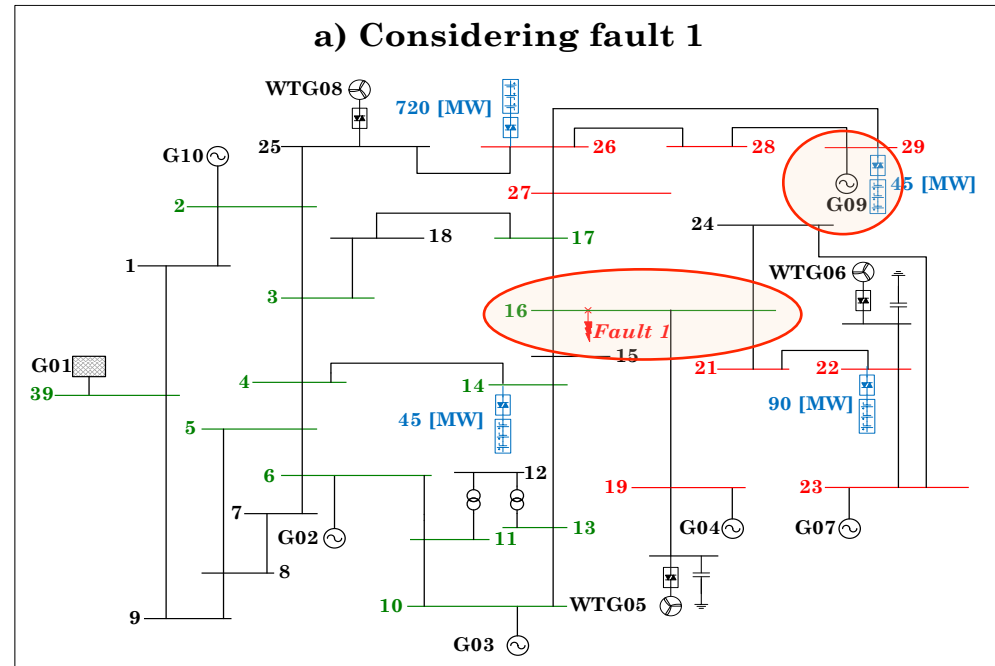 a) Considering fault 1
WTG08
720 [MW]
G10
25
26
28
29
27
45 [MW]
G09
2
24
18
17
1
WTG06
3
16
Fault 1
15
G01
21
22
4
14
39
90 [MW]
45 [MW]
5
12
6
19
23
7
G02
13
G04
G07
11
8
10
WTG05
9
G03